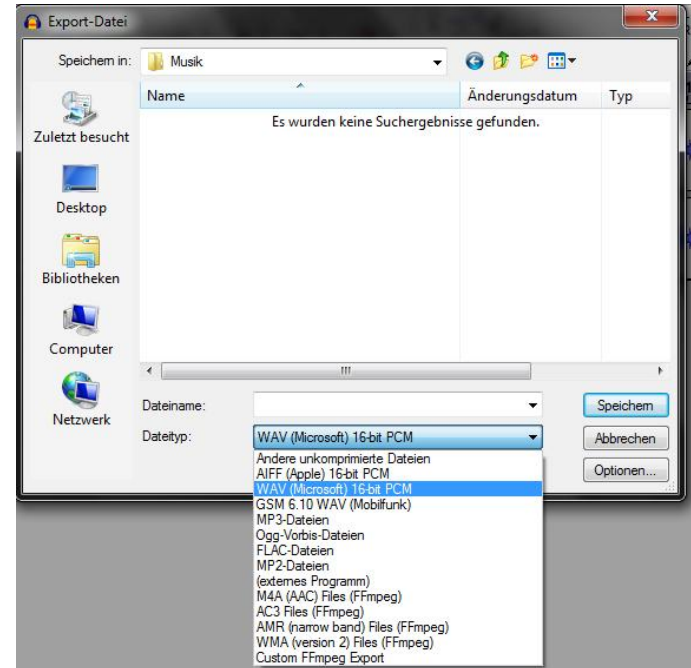 Export-Datei
Speichern in:
Musik
Name
Änderungsdatum
Typ
Es wurden keine Suchergebnisse gefunden.
Zuletzt besucht
Desktop
Bibliotheken
Computer
Netzwerk
Dateiname:
Speichern
Dateityp:
WAV (Microsoft) 16-bit PCM
Abbrechen
Optionen...
Andere unkomprimierte Dateien
AIFF (Apple) 16-bit PCM
WAV (Microsoft) 16-bit PCM
GSM 6.10 WAV (Mobilfunk)
MP3-Dateien
Ogg-Vorbis-Dateien
FLAC-Dateien
MP2-Dateien
(externes Programm)
M4A (AAC) Files (FFmpeg)
AC3 Files (FFmpeg)
AMR (narrow band) Files (FFmpeg)
WMA (version 2) Files (FFmpeg)
Custom FFmpeg Export